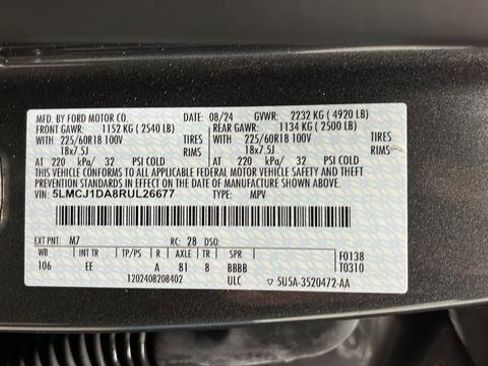 MFD. BY FORD MOTOR CO. DATE: 08/24 GVWR: 2232 KG ( 4920 LB)
FRONT GAWR: 1152 KG ( 2540 LB) REAR GAWR: 1134 KG ( 2500 LB)
WITH 225/60R18 100V TIRES WITH 225/60R18 100V TIRES
18x7.5J RIMS 18x7.5J RIMS
AT 220 kPa/ 32 PSI COLD AT 220 kPa/ 32 PSI COLD
THIS VEHICLE CONFORMS TO ALL APPLICABLE FEDERAL MOTOR VEHICLE SAFETY AND THEFT
PREVENTION STANDARDS IN EFFECT ON THE DATE OF MANUFACTURE SHOWN ABOVE.
VIN: 5LMCJ1DA8RUL26677 TYPE: MPV
EXT PNT: M7 RC: 28 DSO: F0138
WB INT TR TP/PS R AXLE TR SPR T0310
106 EE A 81 8 BBBB
1202408208402 ULC ▽ 5U5A-3520472-AA